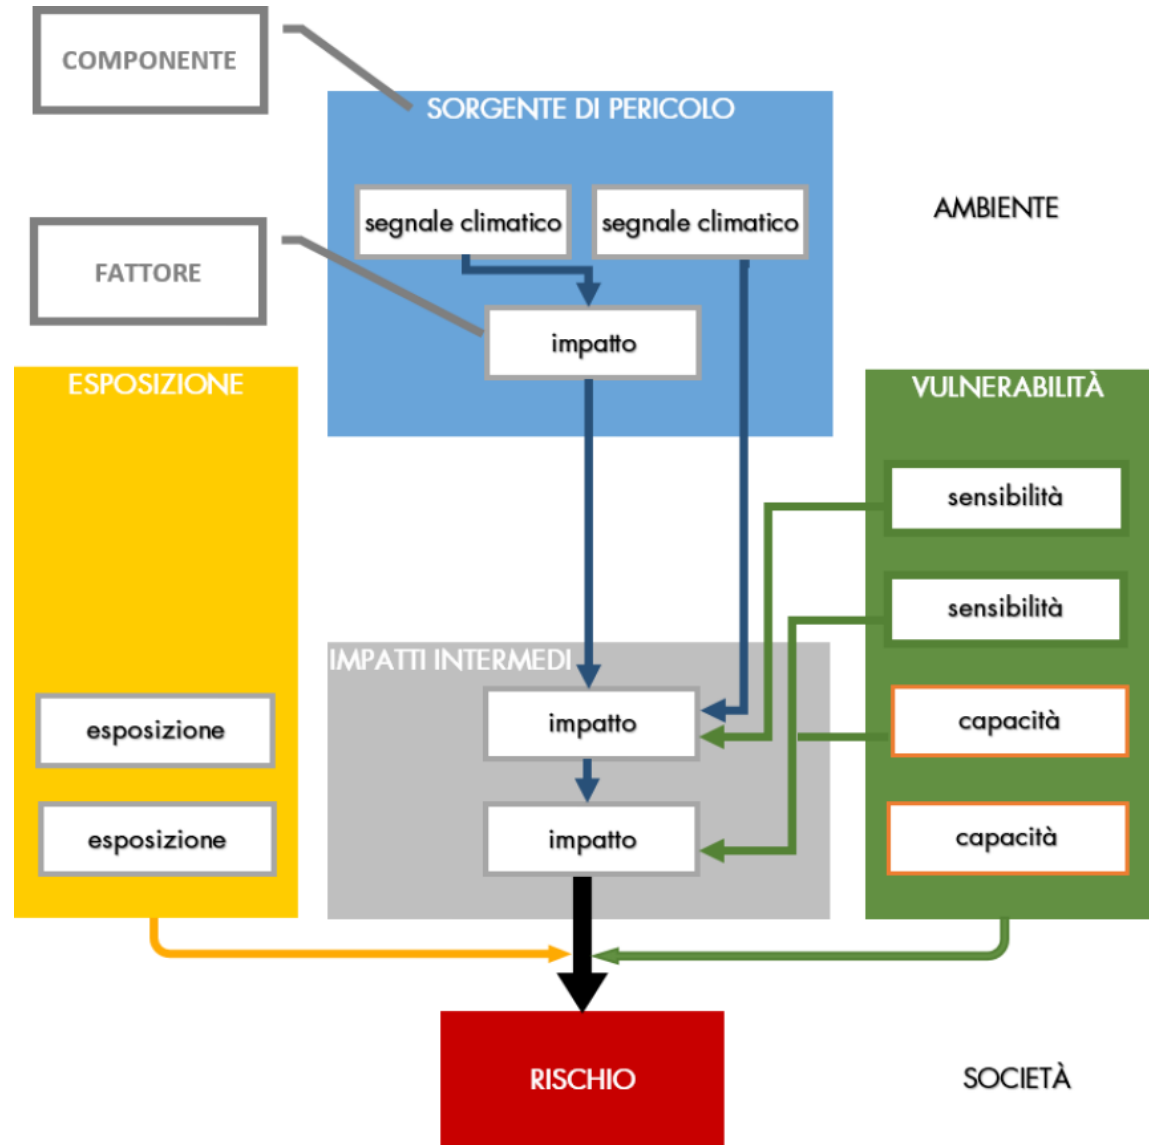 COMPONENTE
SORGENTE DI PERICOLO
segnale climatico
segnale climatico
AMBIENTE
FATTORE
impatto
ESPOSIZIONE
VULNERABILITÀ
sensibilità
sensibilità
IMPATTI INTERMEDI
esposizione
impatto
capacità
esposizione
impatto
capacità
RISCHIO
SOCIETÀ